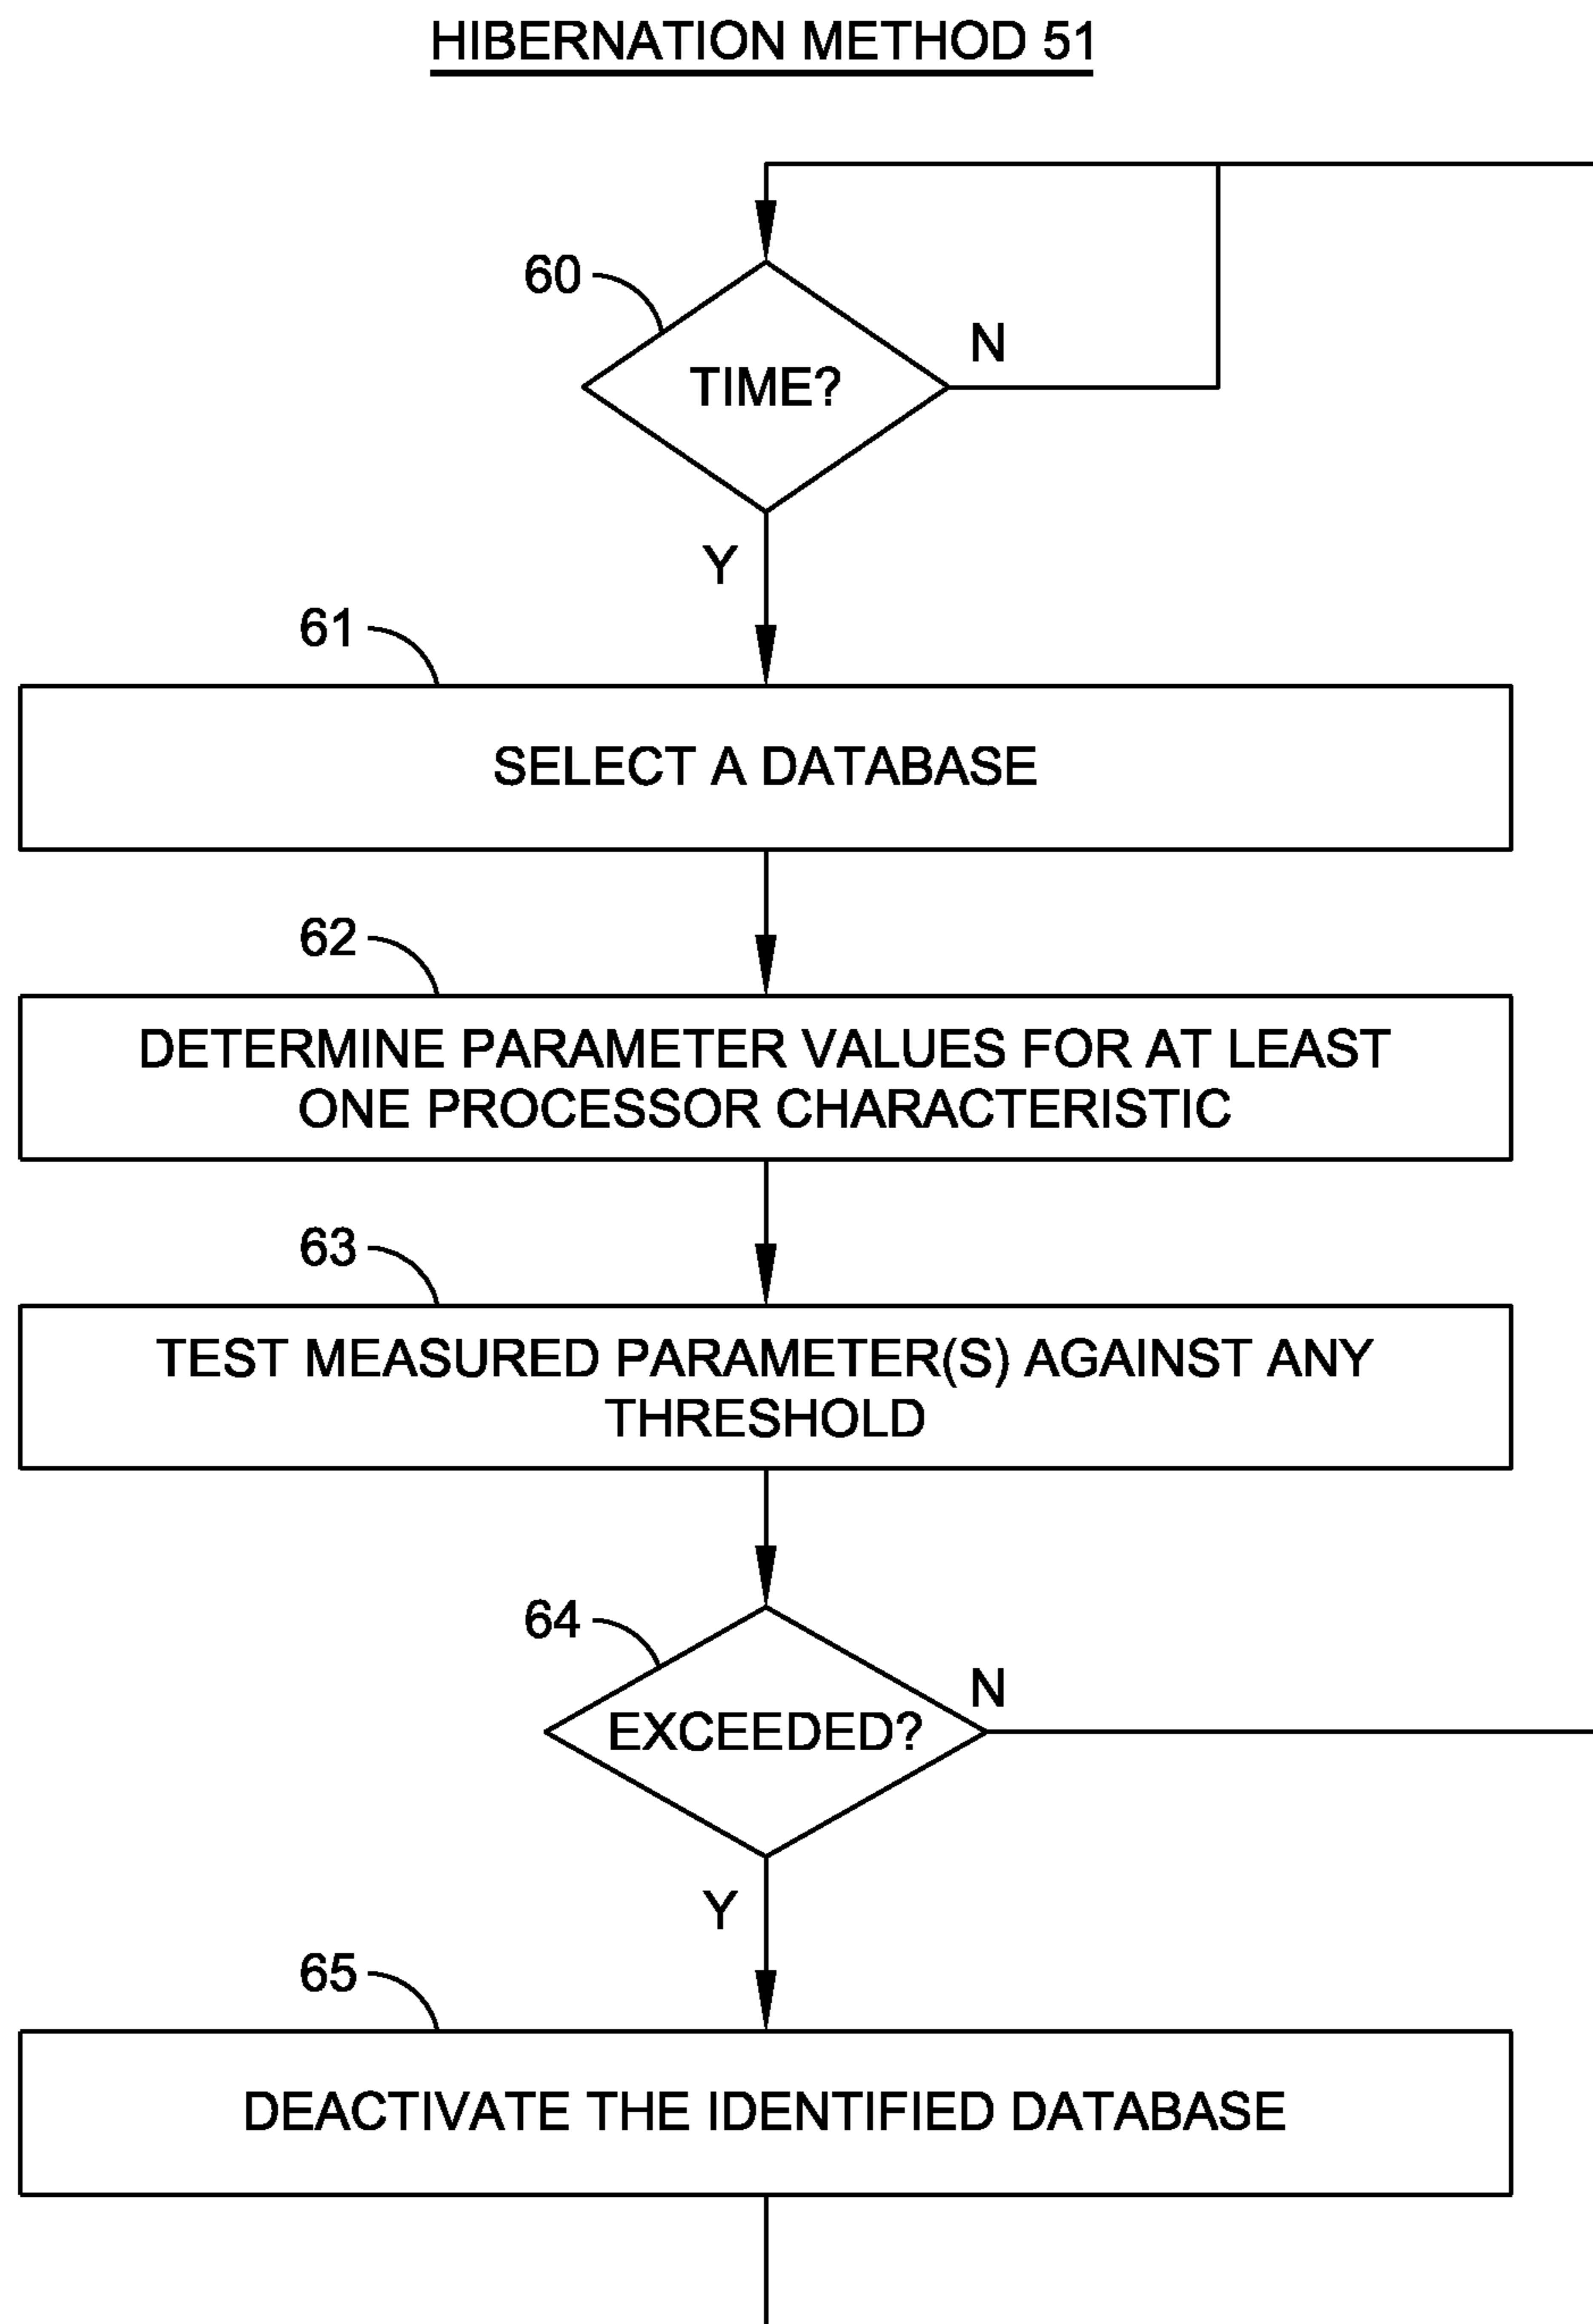 HIBERNATION METHOD 51
60
TIME?
N
Y
61
SELECT A DATABASE
62
DETERMINE PARAMETER VALUES FOR AT LEAST
ONE PROCESSOR CHARACTERISTIC
63
TEST MEASURED PARAMETER(S) AGAINST ANY
THRESHOLD
64
N
EXCEEDED?
Y
65
DEACTIVATE THE IDENTIFIED DATABASE